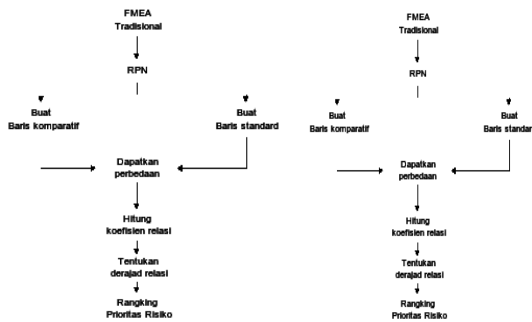 FMEA
Tradisional
RPN
Buat
Baris komparatif
Buat
Baris standard
Dapatkan
perbedaan
Hitung
koefisien relasi
Tentukan
derajad relasi
Rangking
Prioritas Risiko
FMEA
Tradisional
RPN
Buat
Baris komparatif
Buat
Baris standard
Dapatkan
perbedaan
Hitung
koefisien relasi
Tentukan
derajad relasi
Rangking
Prioritas Risiko